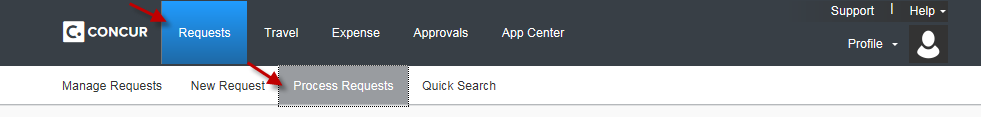 Support | Help
C. CONCUR Requests Travel Expense Approvals App Center
Profile
Manage Requests New Request Process Requests Quick Search